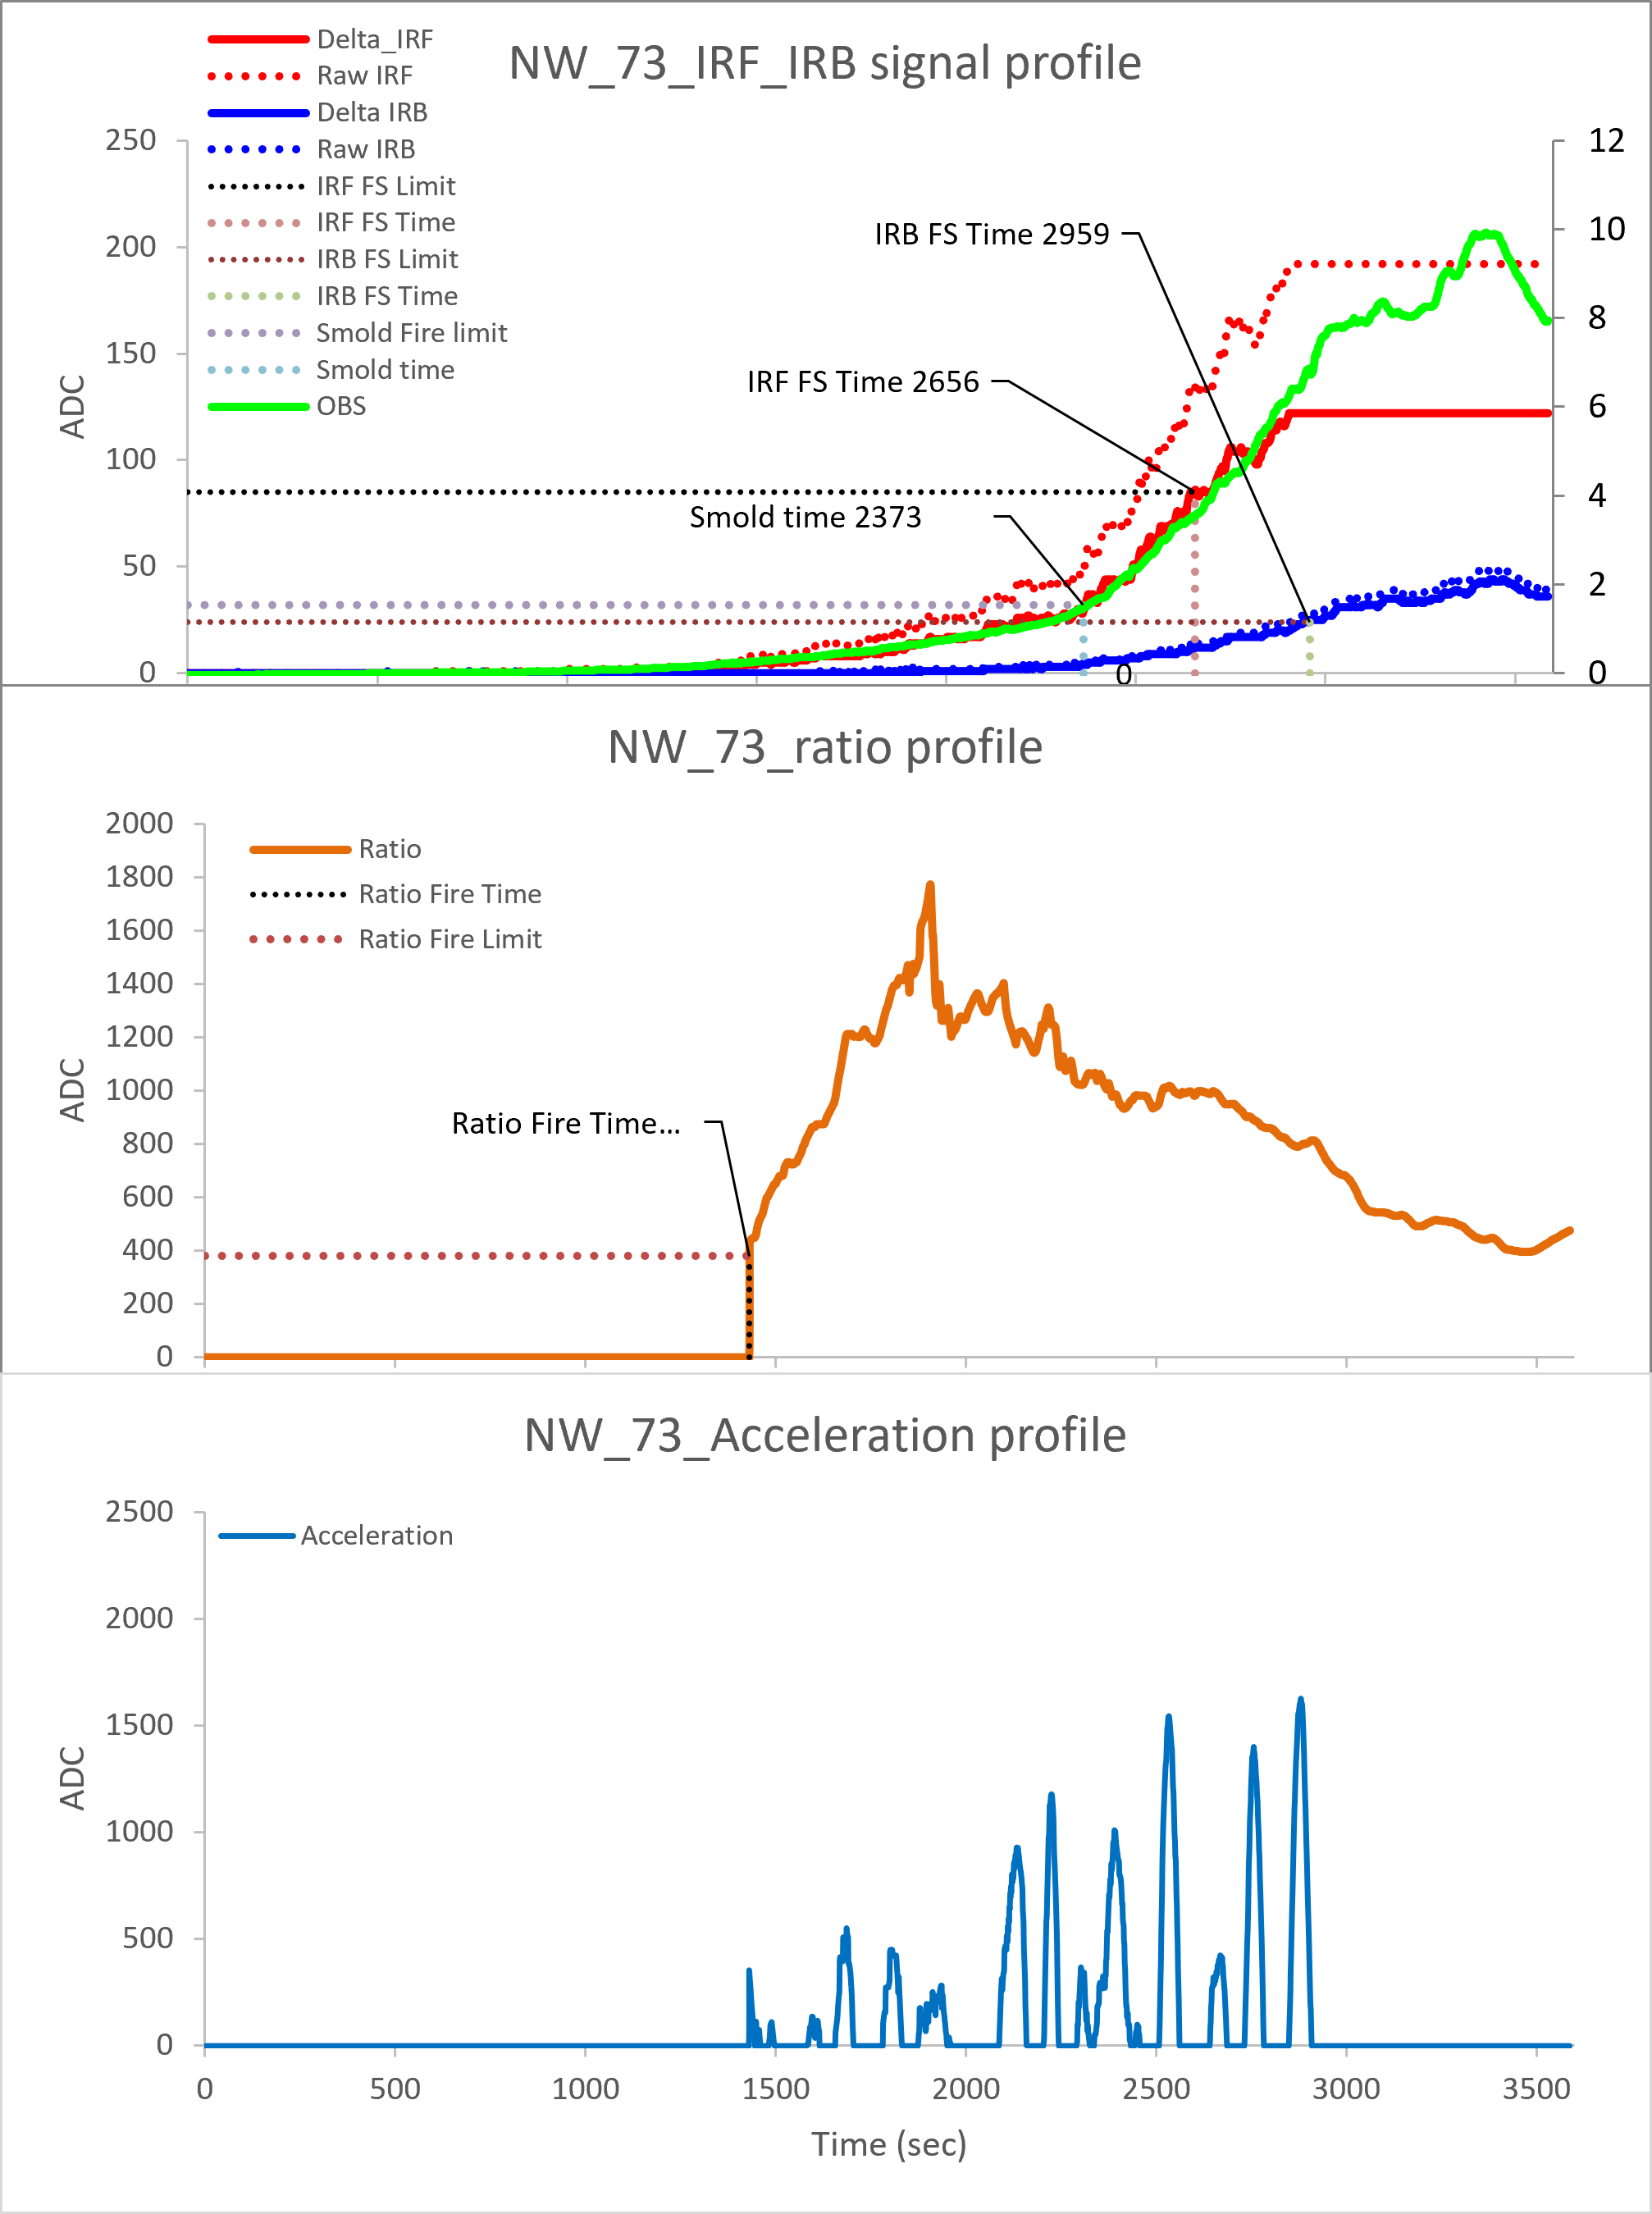 NW_73_IRF_IRB signal profile
Delta_IRF
Raw IRF
Delta IRB
Raw IRB
IRF FS Limit
IRF FS Time
IRB FS Limit
IRB FS Time
Smold Fire limit
Smold time
OBS
250
200
150
100
50
0
ADC
12
10
8
6
4
2
0
IRB FS Time 2959
IRF FS Time 2656
Smold time 2373
0
NW_73_ratio profile
2000
1800
1600
1400
1200
1000
800
600
400
200
0
ADC
Ratio
Ratio Fire Time
Ratio Fire Limit
Ratio Fire Time...
NW_73_Acceleration profile
2500
2000
1500
1000
500
0
ADC
Acceleration
0 500 1000 1500 2000 2500 3000 3500
Time (sec)